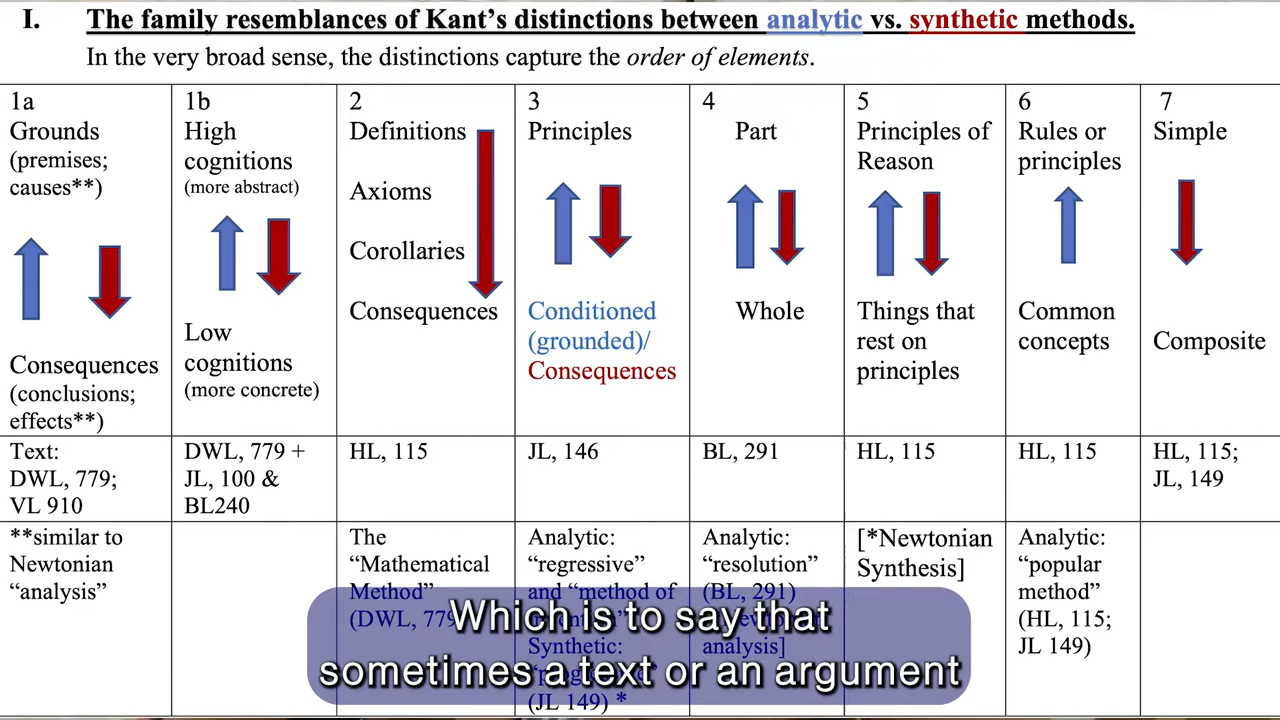 I. The family resemblances of Kant’s distinctions between analytic vs. synthetic methods.
In the very broad sense, the distinctions capture the order of elements.
1a
Grounds
(premises;
causes**)
Consequences
(conclusions;
effects**)
1b
High
cognitions
(more abstract)
Low
cognitions
(more concrete)
2
Definitions
Axioms
Corollaries
Consequences
3
Principles
Conditioned
(grounded)/
Consequences
4
Part
Whole
5
Principles of
Reason
Things that
rest on
principles
6
Rules or
principles
Common
concepts
7
Simple
Composite
Text:
DWL, 779;
VL 910
DWL, 779 +
JL, 100 &
BL240
HL, 115
JL, 146
BL, 291
HL, 115
HL, 115
HL, 115;
JL, 149
**similar to
Newtonian
“analysis”
The
“Mathematical
Method”
(DWL, 779
Analytic:
“regressive”
and “method of
Synthetic:
(JL 149) *
Analytic:
“resolution”
(BL, 291)
analysis]
[*Newtonian
Synthesis]
Analytic:
“popular
method”
(HL, 115;
JL 149)
Which is to say that
sometimes a text or an argument